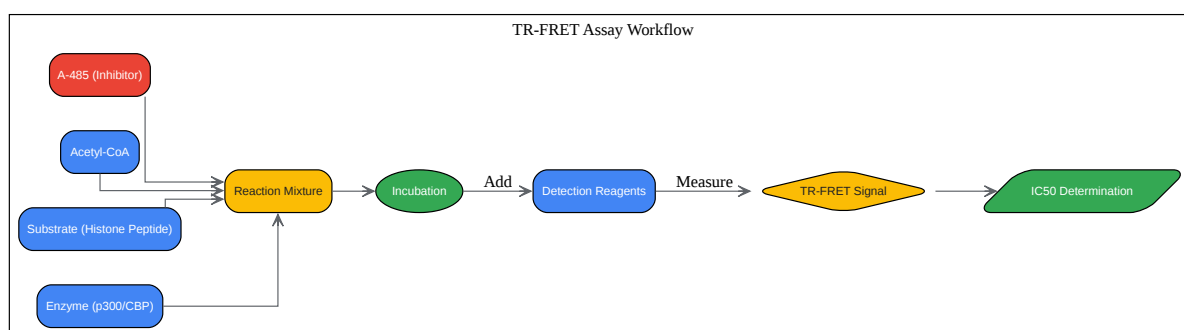 TR-FRET Assay Workflow
A-485 (Inhibitor)
Acetyl-CoA
Substrate (Histone Peptide)
Enzyme (p300/CBP)
Reaction Mixture
Incubation
Add
Detection Reagents
Measure
TR-FRET Signal
IC50 Determination